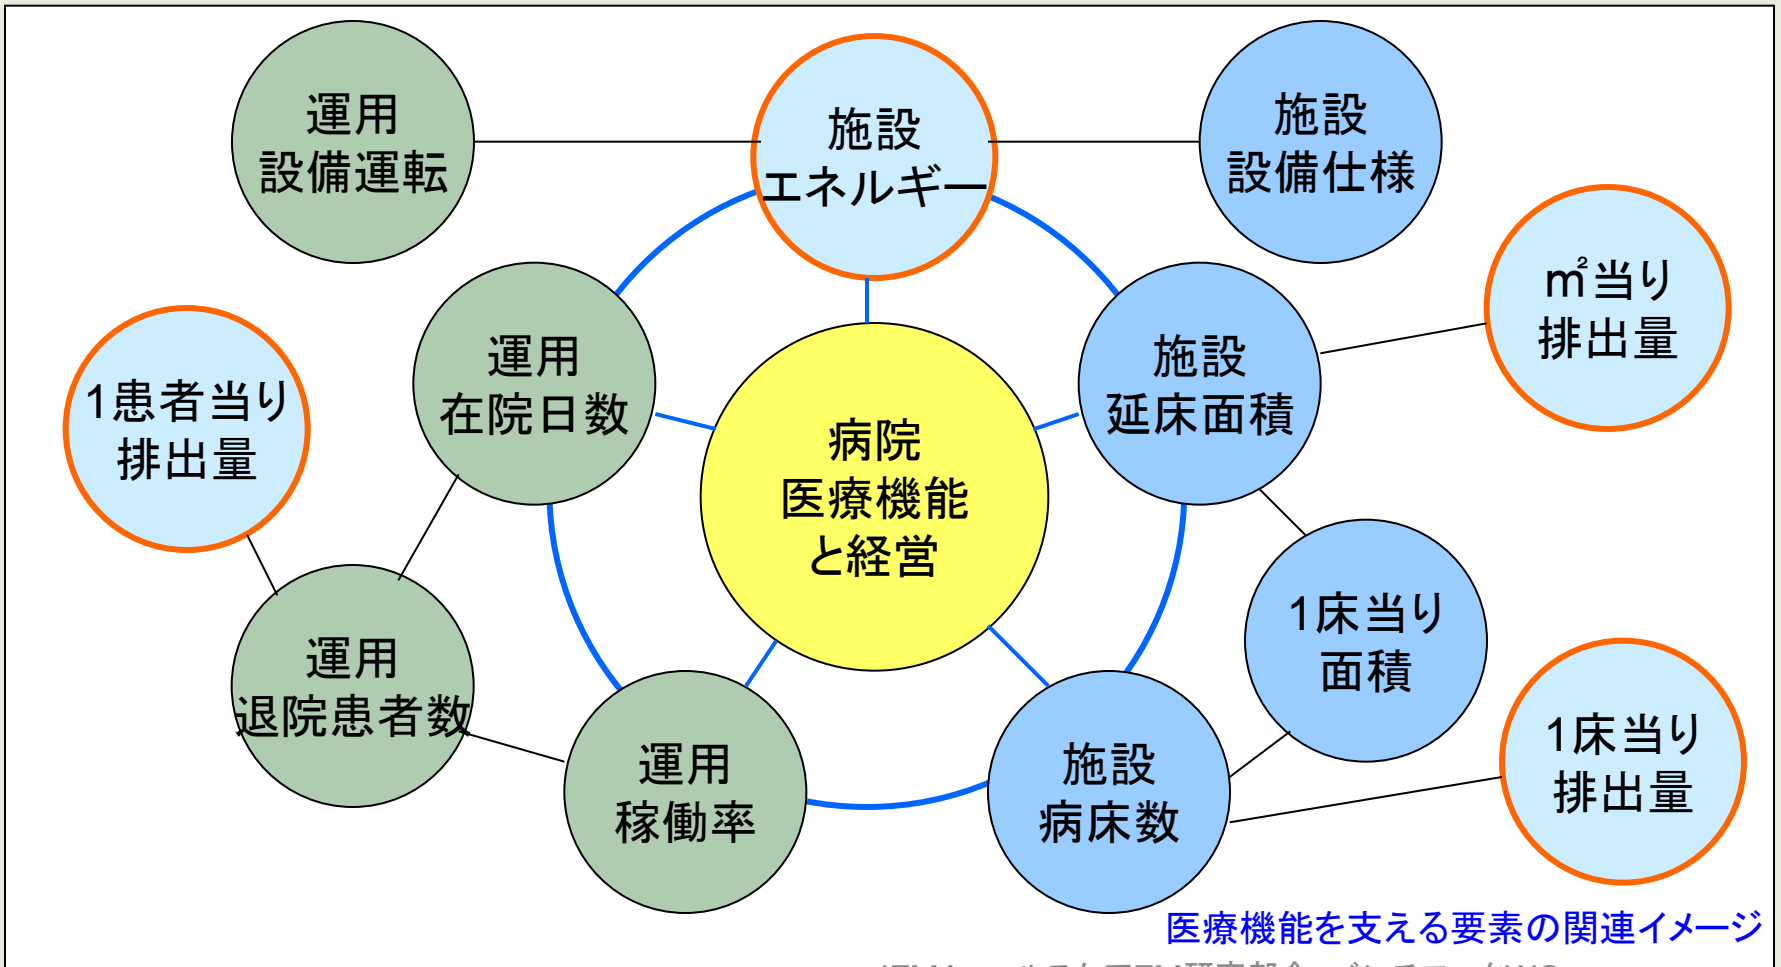 運用
設備運転
施設
エネルギー
施設
設備仕様
㎡当り
排出量
運用
在院日数
施設
延床面積
1患者当り
排出量
病院
医療機能
と経営
1床当り
面積
運用
退院患者数
運用
稼働率
施設
病床数
1床当り
排出量
医療機能を支える要素の関連イメージ